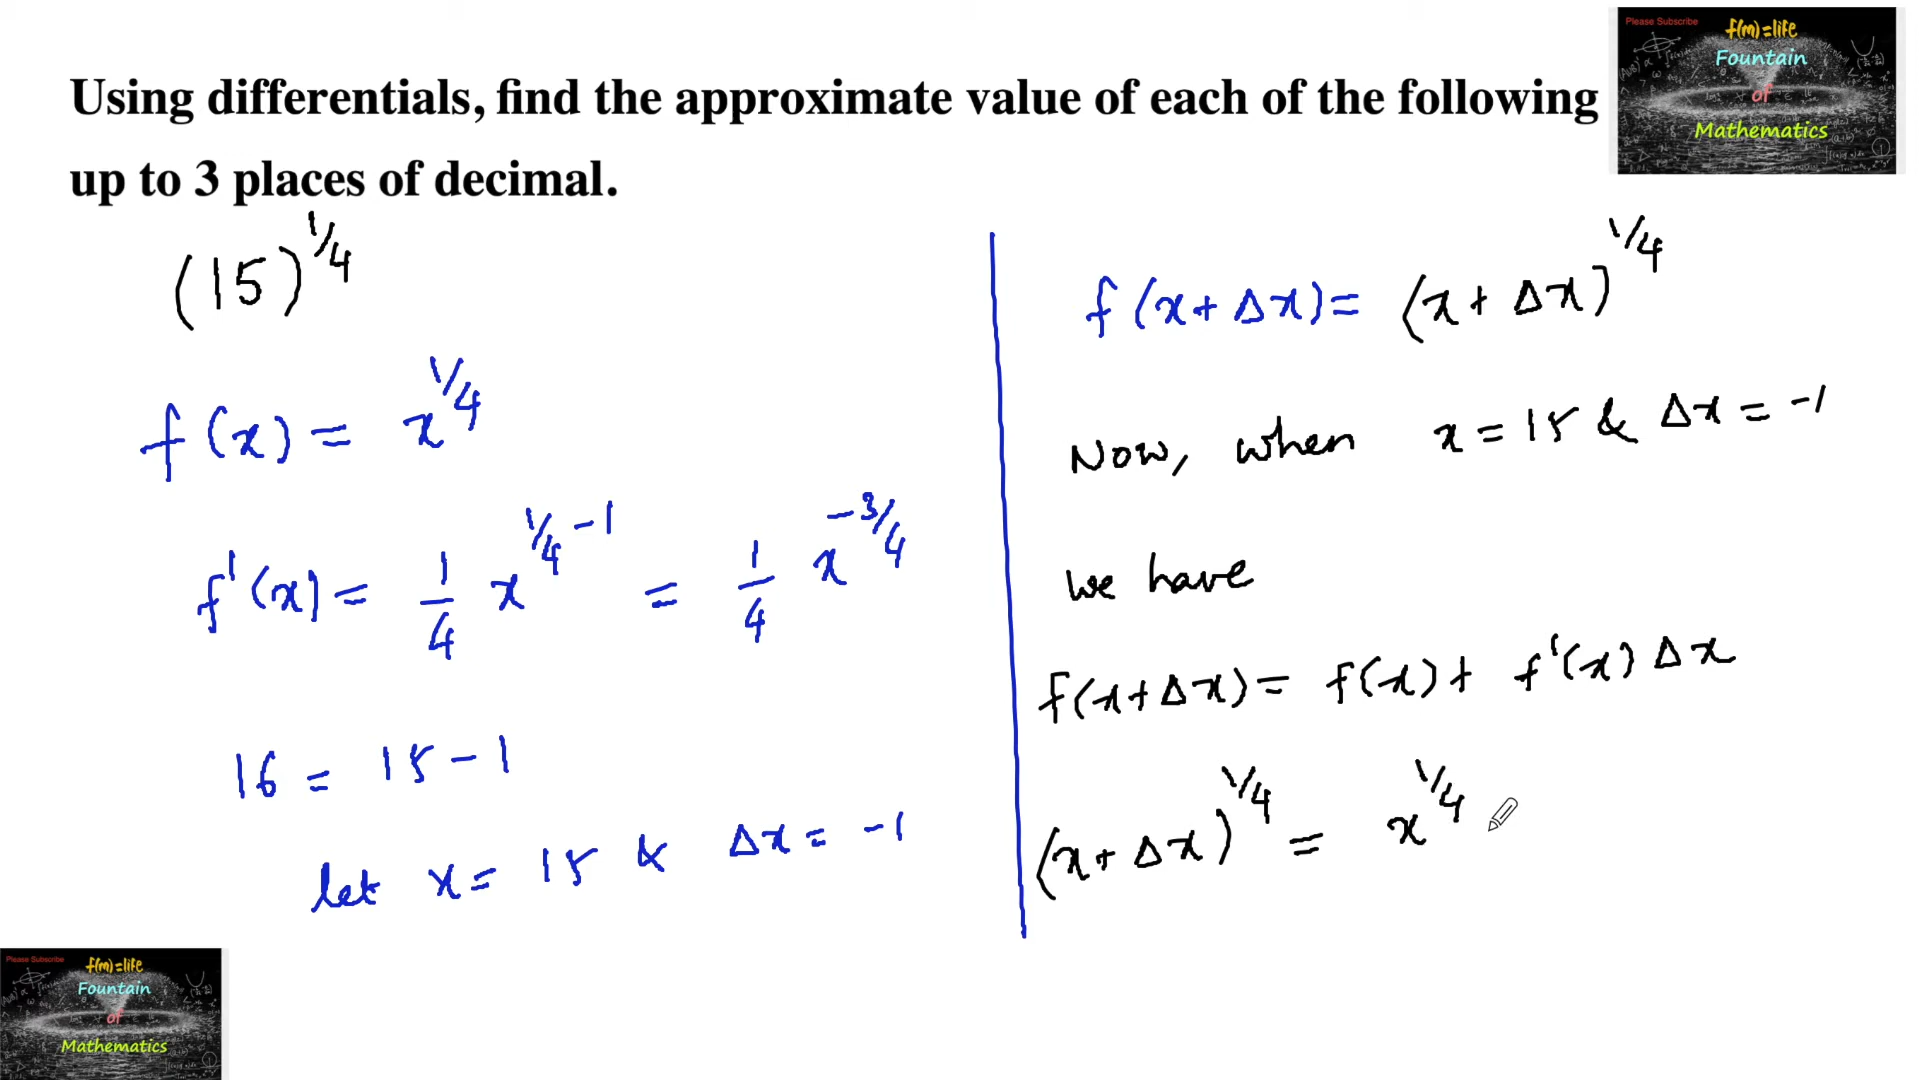 Using differentials, find the approximate value of each of the following
up to 3 places of decimal.
Please Subscribe
f(m)=life
Fountain
of
Mathematics
(15)^1/4
f(x) = x^1/4
f'(x) = 1/4 x^1/4 -1 = 1/4 x^-3/4
16 = 15 - 1
let x = 15 & Δx = -1
f(x+Δx) = (x+Δx)^1/4
Now, when x = 15 & Δx = -1
we have
f(x+Δx) = f(x) + f'(x) Δx
(x+Δx)^1/4 = x^1/4
Please Subscribe
f(m)=life
Fountain
of
Mathematics